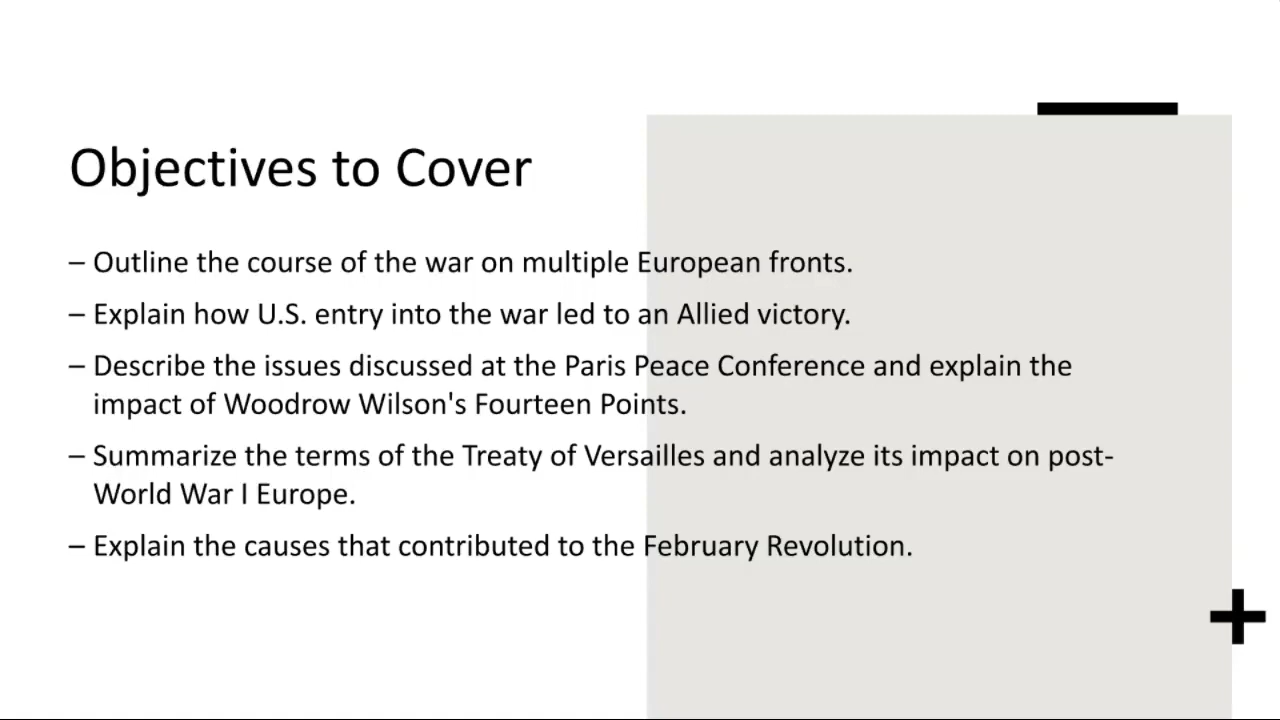 Objectives to Cover
– Outline the course of the war on multiple European fronts.
– Explain how U.S. entry into the war led to an Allied victory.
– Describe the issues discussed at the Paris Peace Conference and explain the
impact of Woodrow Wilson's Fourteen Points.
– Summarize the terms of the Treaty of Versailles and analyze its impact on post-
World War I Europe.
– Explain the causes that contributed to the February Revolution.